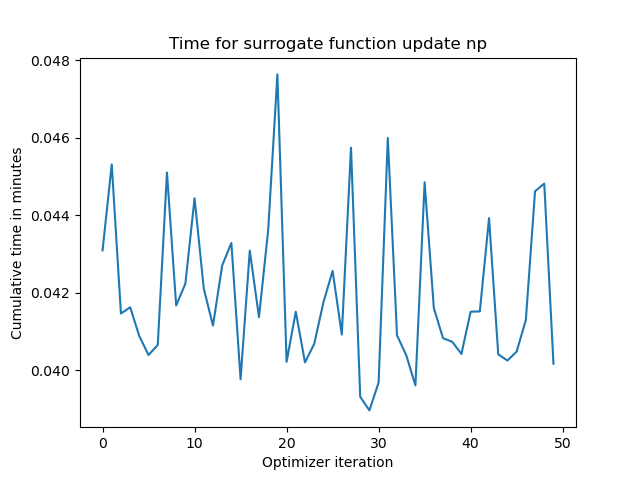 Time for surrogate function update np
0.048
0.046
0.044
0.042
0.040
Cumulative time in minutes
0 10 20 30 40 50
Optimizer iteration